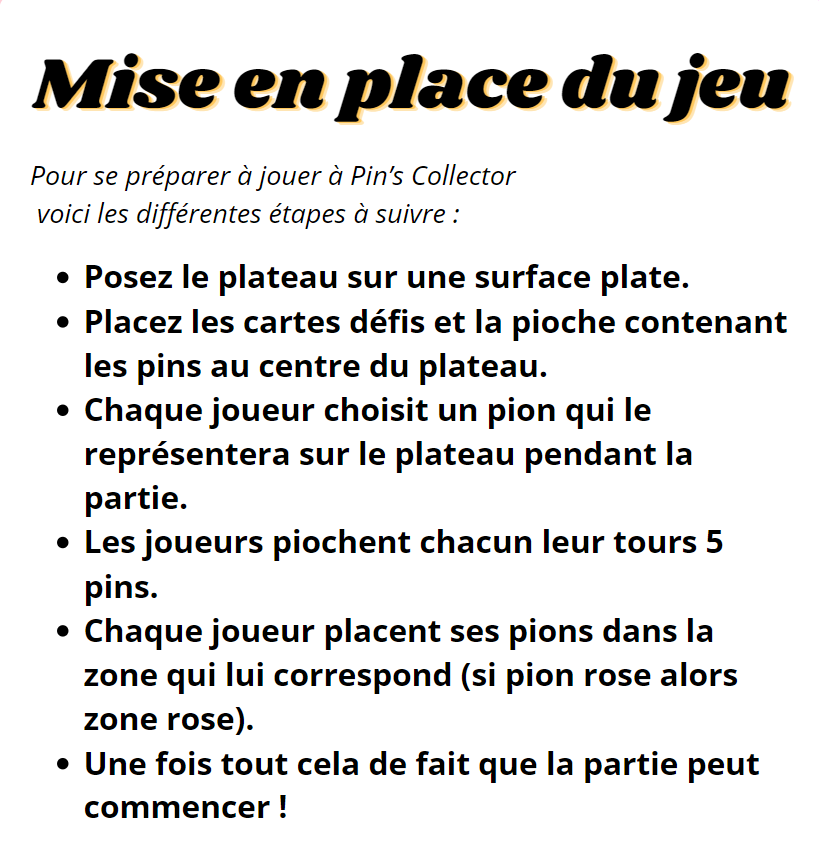 Mise en place du jeu
Pour se préparer à jouer à Pin’s Collector
voici les différentes étapes à suivre :
• Posez le plateau sur une surface plate.
• Placez les cartes défis et la pioche contenant
les pins au centre du plateau.
• Chaque joueur choisit un pion qui le
représentera sur le plateau pendant la
partie.
• Les joueurs piochent chacun leur tours 5
pins.
• Chaque joueur placent ses pions dans la
zone qui lui correspond (si pion rose alors
zone rose).
• Une fois tout cela de fait que la partie peut
commencer !